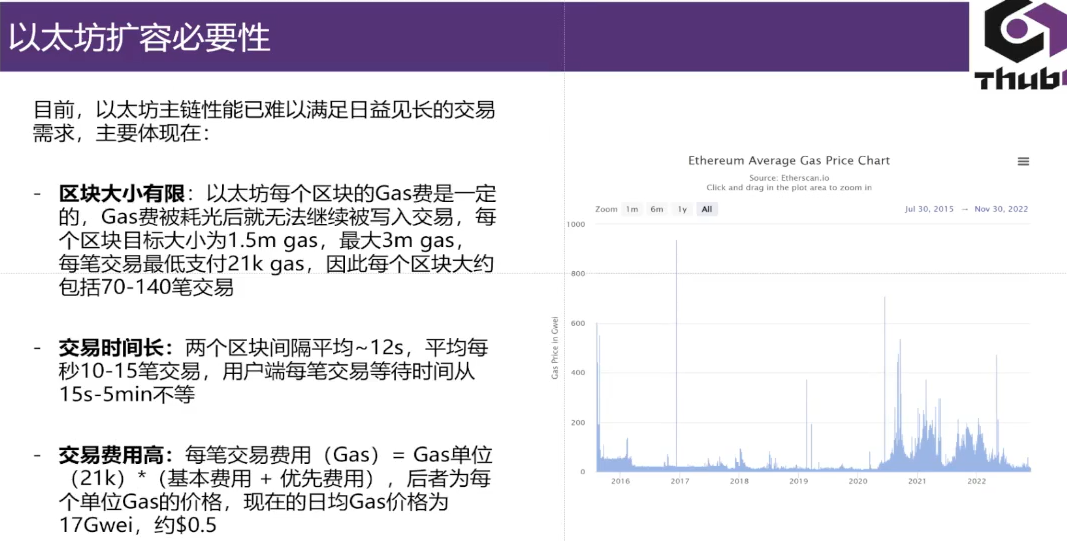 以太坊扩容必要性
Thub
目前，以太坊主链性能已难以满足日益见长的交易
需求，主要体现在：
- 区块大小有限：以太坊每个区块的Gas费是一定
的，Gas费被耗光后就无法继续被写入交易，每
个区块目标大小为1.5m gas，最大3m gas，
每笔交易最低支付21k gas，因此每个区块大约
包括70-140笔交易
- 交易时间长：两个区块间隔平均~12s，平均每
秒10-15笔交易，用户端每笔交易等待时间从
15s-5min不等
- 交易费用高：每笔交易费用（Gas）= Gas单位
（21k）*（基本费用 + 优先费用），后者为每
个单位Gas的价格，现在的日均Gas价格为
17Gwei，约$0.5
Ethereum Average Gas Price Chart
Source: Etherscan.io
Click and drag in the plot area to zoom in
Zoom 1m 6m 1y All Jul 30, 2015 → Nov 30, 2022
Gas Price in Gwei
1000
800
600
400
200
0
2016 2017 2018 2019 2020 2021 2022